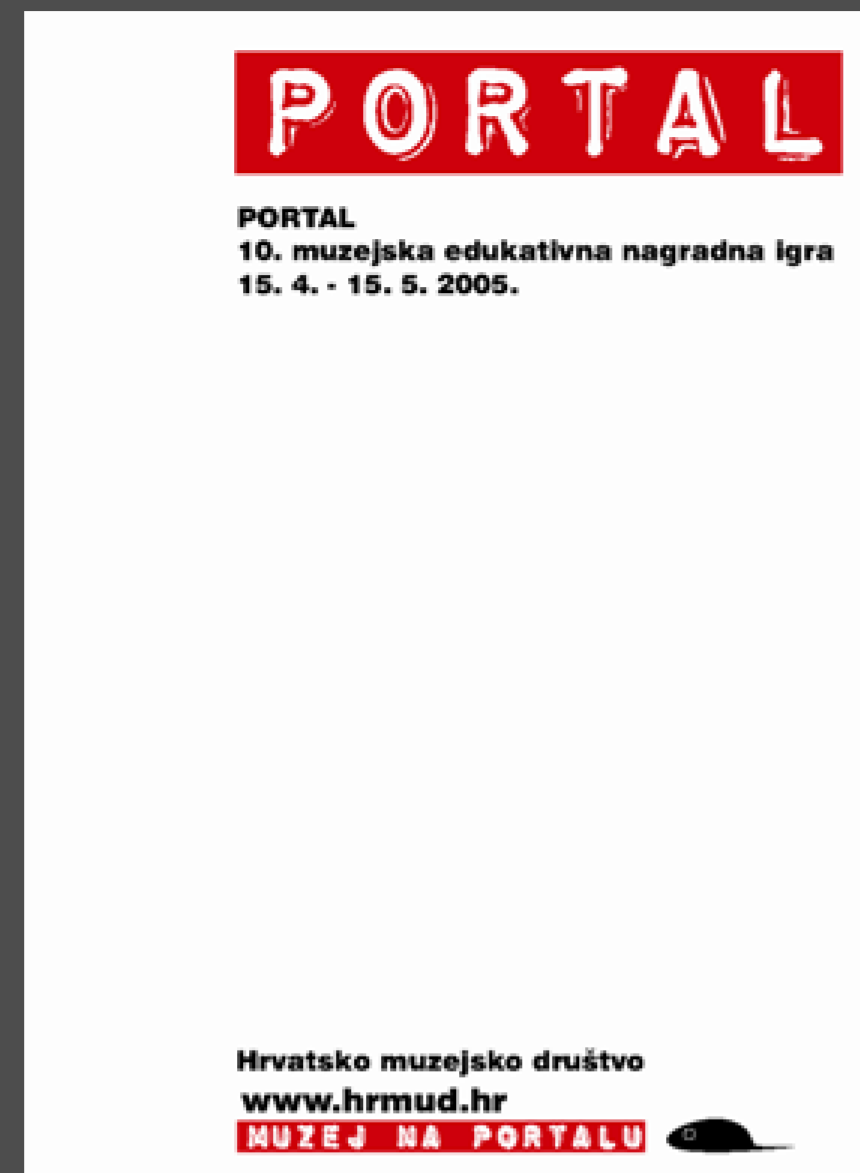 PORTAL
PORTAL
10. muzejska edukativna nagradna igra
15. 4. - 15. 5. 2005.
Hrvatsko muzejsko društvo
www.hrmud.hr
MUZEJ NA PORTALU